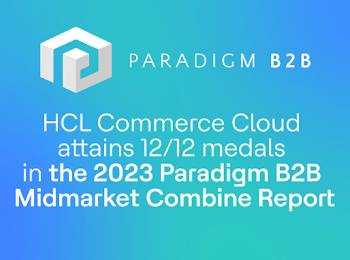 PARADIGM B2B
HCL Commerce Cloud
attains 12/12 medals
in the 2023 Paradigm B2B
Midmarket Combine Report